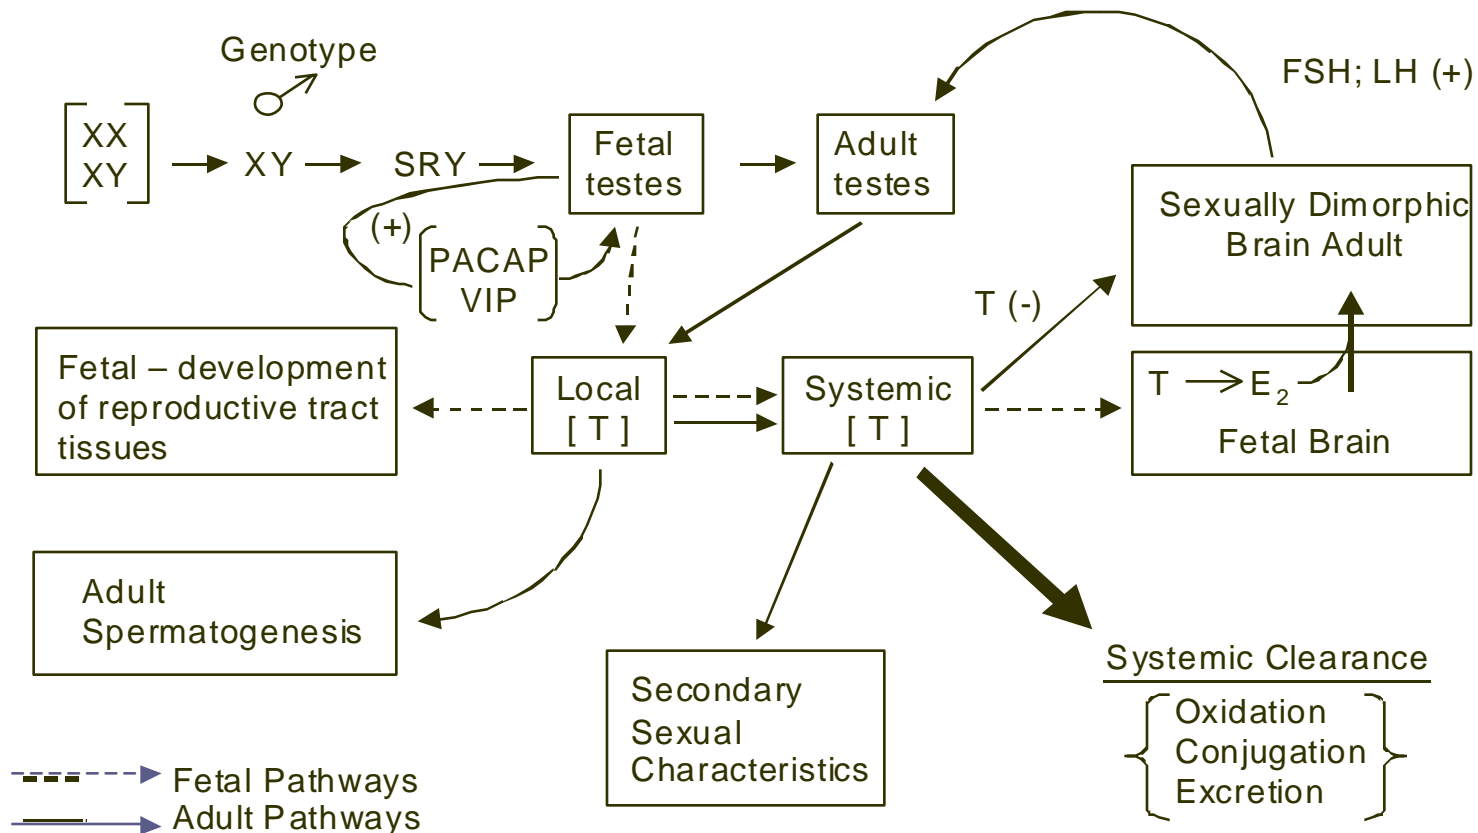 Genotype
FSH; LH (+)
XX
XY
XY
SRY
Fetal
testes
Adult
testes
(+)
PACAP
VIP
Sexually Dimorphic
Brain Adult
T (-)
Fetal – development
of reproductive tract
tissues
Local
[ T ]
Systemic
[ T ]
T
E2
Fetal Brain
Adult
Spermatogenesis
Secondary
Sexual
Characteristics
Systemic Clearance
Oxidation
Conjugation
Excretion
Fetal Pathways
Adult Pathways